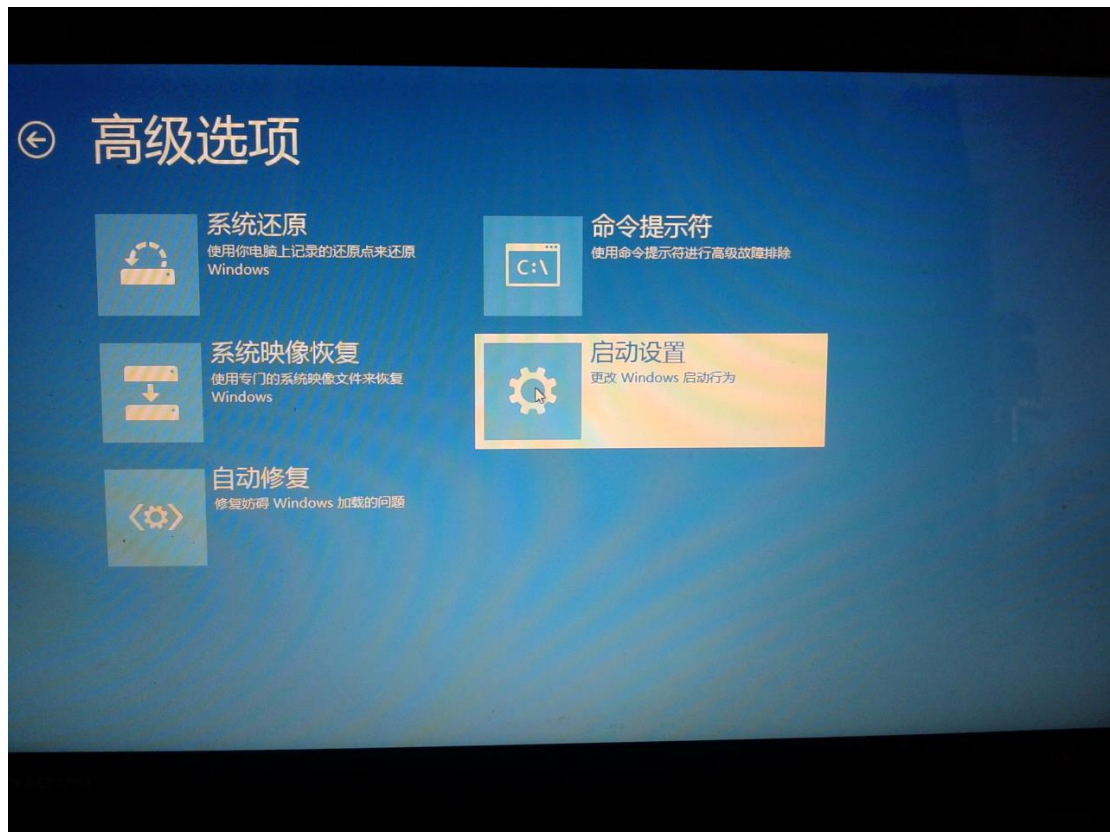 高级选项
系统还原
使用你电脑上记录的还原点来还原
Windows
命令提示符
使用命令提示符进行高级故障排除
C:\
系统映像恢复
使用专门的系统映像文件来恢复
Windows
启动设置
更改 Windows 启动行为
自动修复
修复妨碍 Windows 加载的问题